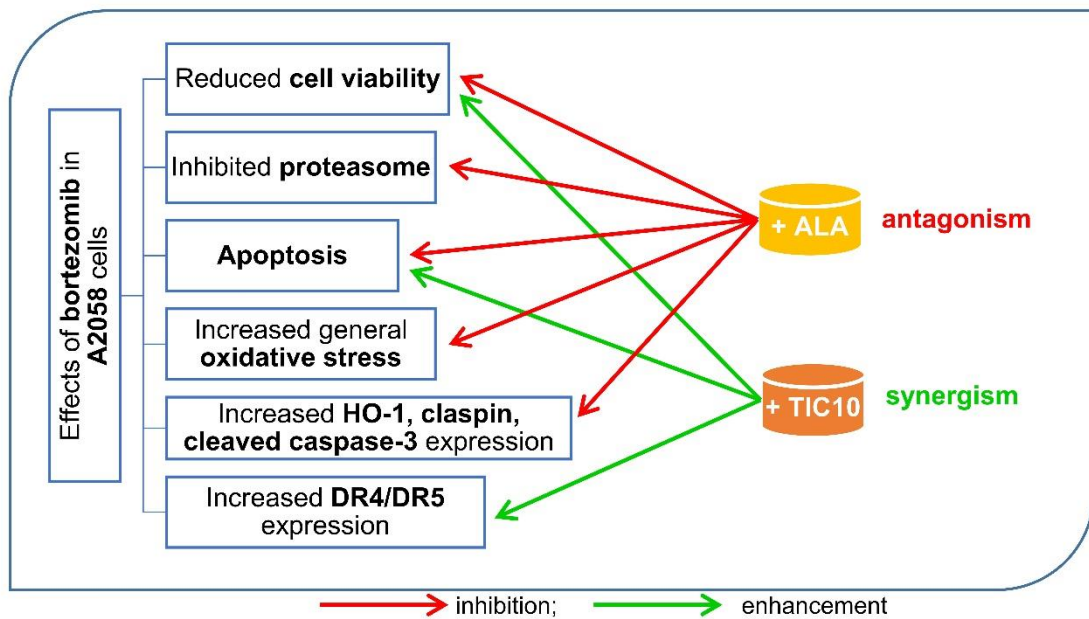 Effects of bortezomib in
A2058 cells
Reduced cell viability
Inhibited proteasome
Apoptosis
Increased general
oxidative stress
Increased HO-1, claspin,
cleaved caspase-3 expression
Increased DR4/DR5
expression
+ ALA
antagonism
+ TIC10
synergism
inhibition;
enhancement